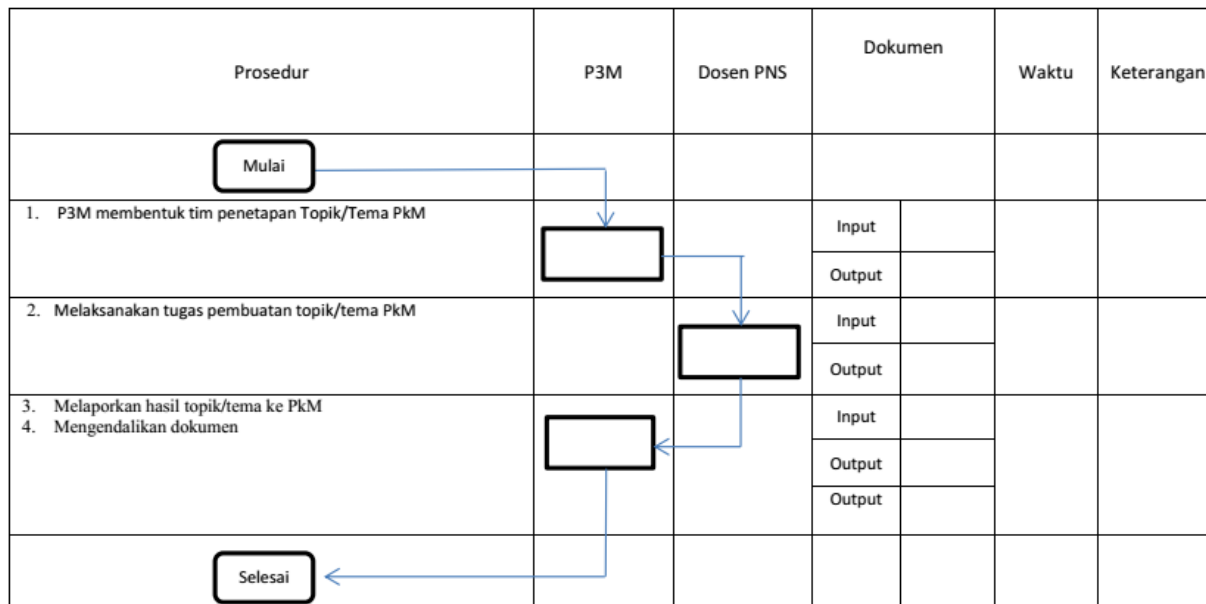 Prosedur
P3M
Dosen PNS
Dokumen
Waktu
Keterangan
Mulai
1. P3M membentuk tim penetapan Topik/Tema PkM
Input
Output
2. Melaksanakan tugas pembuatan topik/tema PkM
Input
Output
3. Melaporkan hasil topik/tema ke PkM
4. Mengendalikan dokumen
Input
Output
Output
Selesai